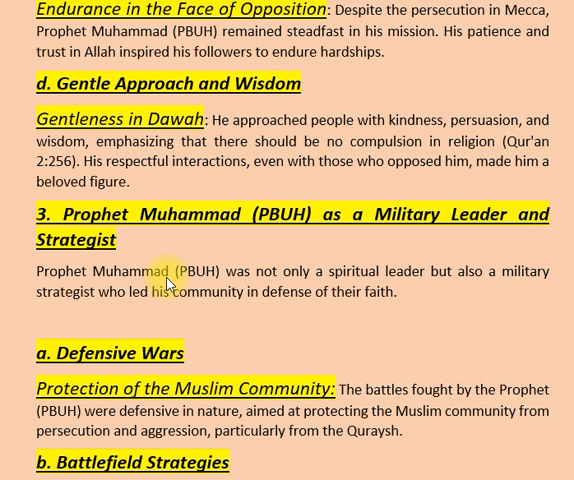 Endurance in the Face of Opposition: Despite the persecution in Mecca,
Prophet Muhammad (PBUH) remained steadfast in his mission. His patience and
trust in Allah inspired his followers to endure hardships.
d. Gentle Approach and Wisdom
Gentleness in Dawah: He approached people with kindness, persuasion, and
wisdom, emphasizing that there should be no compulsion in religion (Qur'an
2:256). His respectful interactions, even with those who opposed him, made him a
beloved figure.
3. Prophet Muhammad (PBUH) as a Military Leader and
Strategist
Prophet Muhammad (PBUH) was not only a spiritual leader but also a military
strategist who led his community in defense of their faith.
a. Defensive Wars
Protection of the Muslim Community: The battles fought by the Prophet
(PBUH) were defensive in nature, aimed at protecting the Muslim community from
persecution and aggression, particularly from the Quraysh.
b. Battlefield Strategies